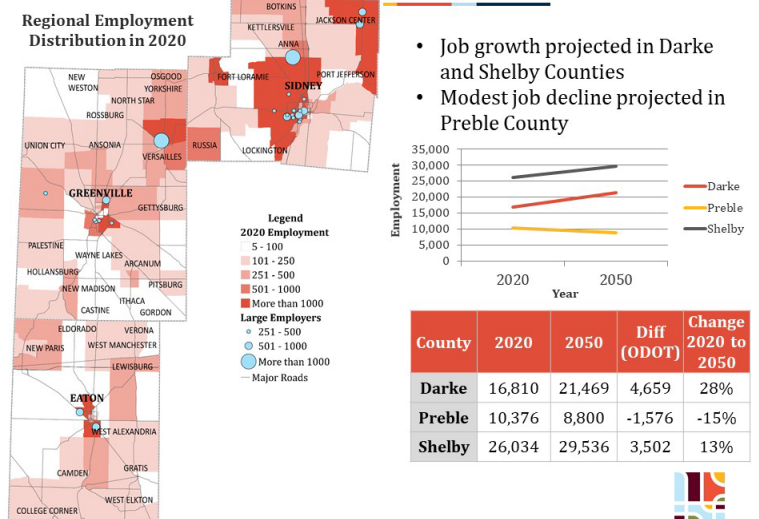 Regional Employment
Distribution in 2020
BOTKINS
JACKSON CENTER
KETTLERSVILLE
ANNA
FORT LORAMIE
PORT JEFFERSON
SIDNEY
NEW
WESTON
OSGOOD
YORKSHIRE
NORTH STAR
ROSSBURG
UNION CITY
ANSONIA
VERSAILLES
RUSSIA
LOCKINGTON
GREENVILLE
GETTYSBURG
PALESTINE
WAYNE LAKES
ARCANUM
HOLLANSBURG
NEW MADISON
PITSBURG
ITHACA
CASTINE
GORDON
ELDORADO
VERONA
NEW PARIS
WEST MANCHESTER
LEWISBURG
EATON
WEST ALEXANDRIA
CAMDEN
GRATIS
WEST ELKTON
COLLEGE CORNER
Legend
2020 Employment
5 - 100
101 - 250
251 - 500
501 - 1000
More than 1000
Large Employers
251 - 500
501 - 1000
More than 1000
Major Roads
• Job growth projected in Darke
and Shelby Counties
• Modest job decline projected in
Preble County
Employment
35,000
30,000
25,000
20,000
15,000
10,000
5,000
0
2020 2050
Year
Darke
Preble
Shelby
County 2020 2050 Diff (ODOT) Change 2020 to 2050
Darke 16,810 21,469 4,659 28%
Preble 10,376 8,800 -1,576 -15%
Shelby 26,034 29,536 3,502 13%